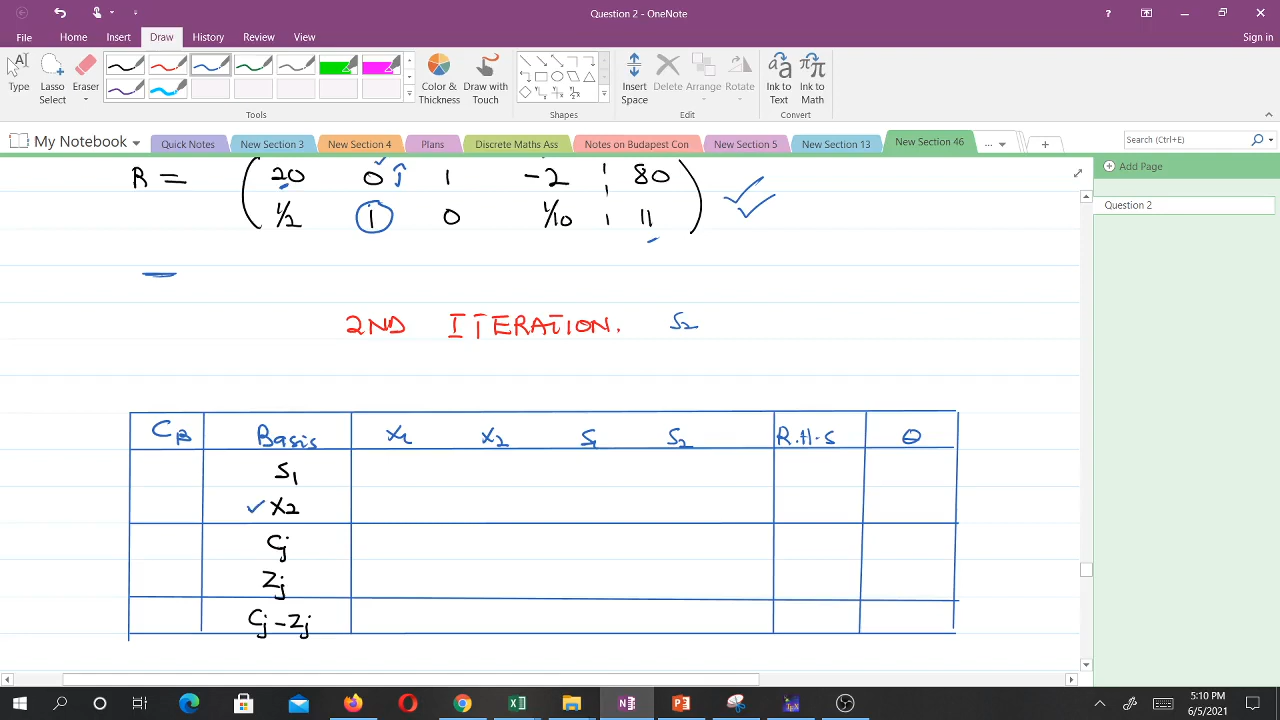 Question 2 - OneNote
Sign in
File Home Insert Draw History Review View
Type Lasso Select Eraser Color & Thickness Draw with Touch Insert Space Delete Arrange Rotate Ink to Text Ink to Math
Tools Shapes Edit Convert
My Notebook Quick Notes New Section 3 New Section 4 Plans Discrete Maths Ass Notes on Budapest Con New Section 5 New Section 13 New Section 46 ... + Search (Ctrl+E)
Add Page
Question 2
R = 20 0 1 -2 80
1/2 1 0 1/10 11
2ND ITERATION. S2
CB Basis X1 X2 S1 S2 R.H.S θ
S1
X2
Cj
Zj
Cj - Zj
5:10 PM
6/5/2021